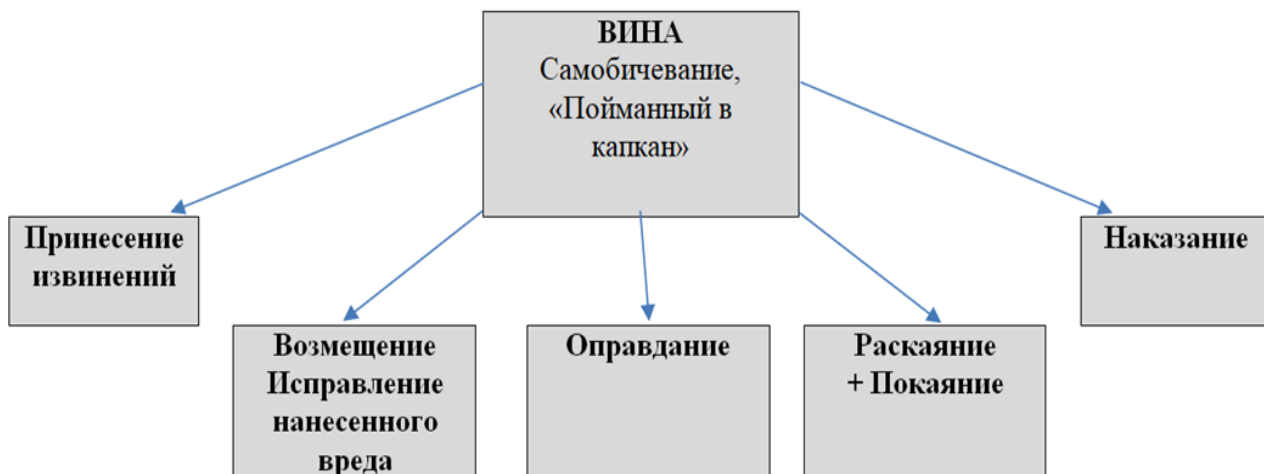 ВИНА
Самобичевание,
«Пойманный в
капкан»
Принесение
извинений
Возмещение
Исправление
нанесенного
вреда
Оправдание
Раскаяние
+ Покаяние
Наказание